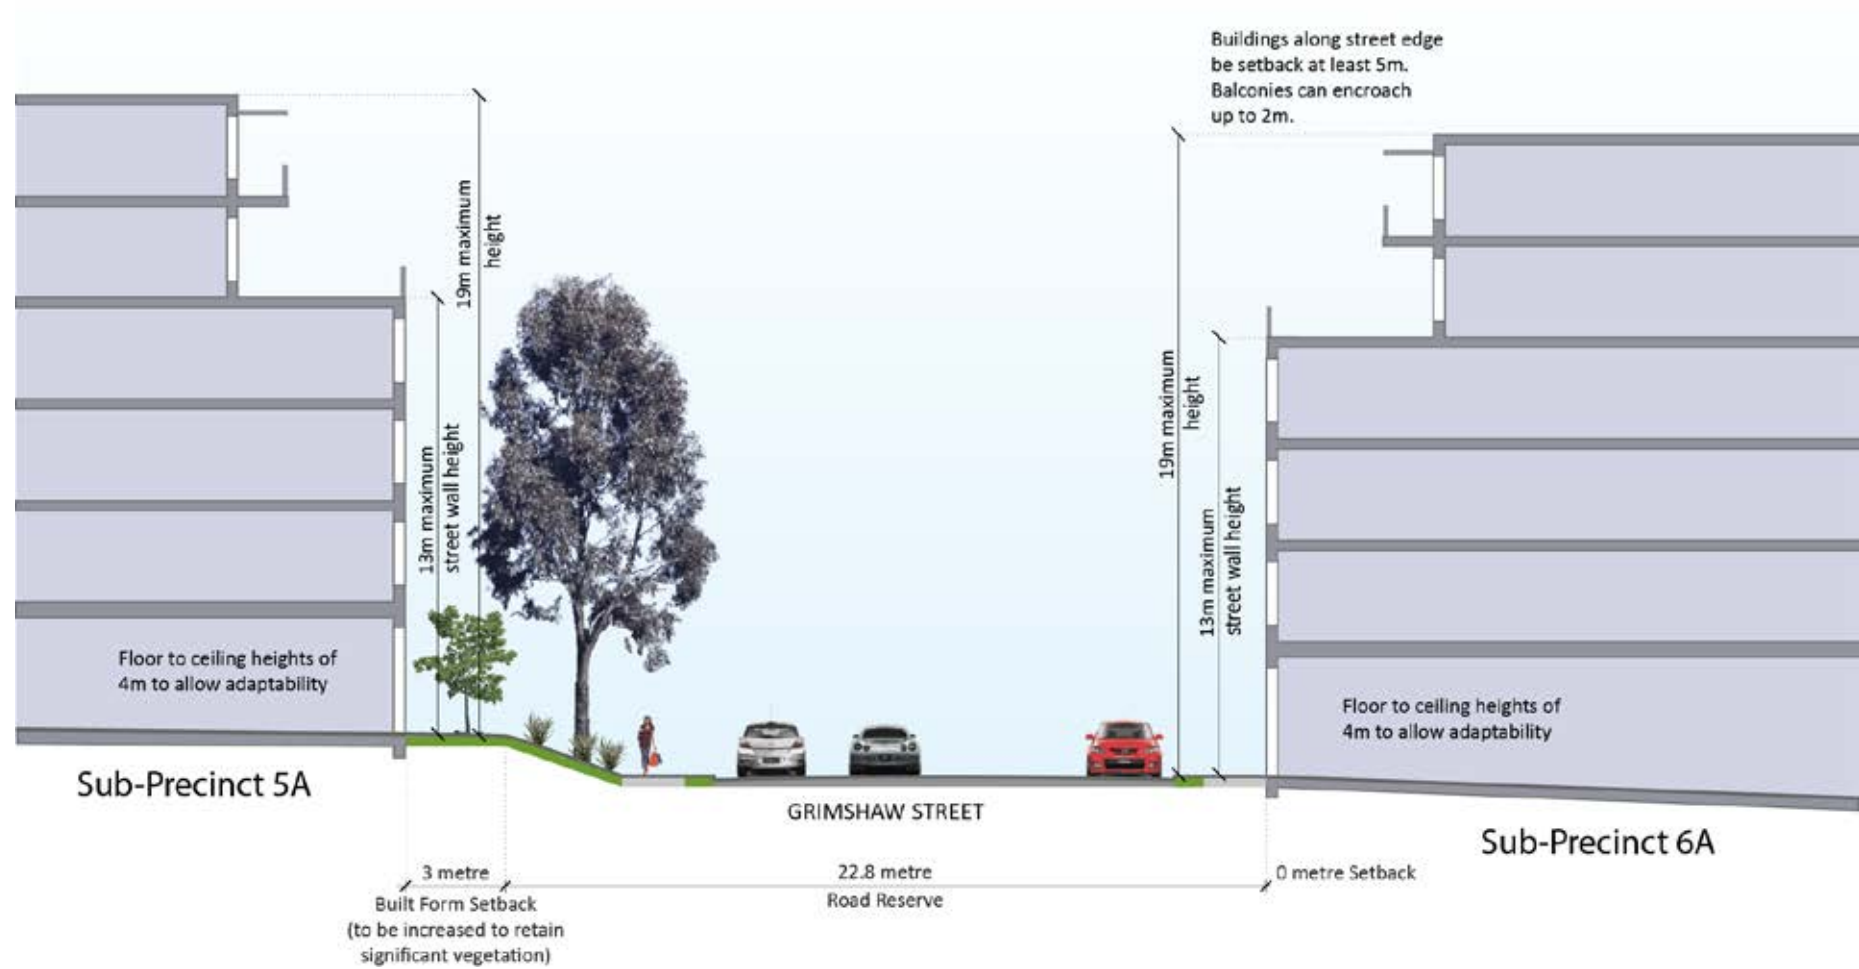 Buildings along street edge
be setback at least 5m.
Balconies can encroach
up to 2m.
19m maximum
height
13m maximum
street wall height
19m maximum
height
13m maximum
street wall height
Floor to ceiling heights of
4m to allow adaptability
Floor to ceiling heights of
4m to allow adaptability
Sub-Precinct 5A
GRIMSHAW STREET
Sub-Precinct 6A
3 metre
Built Form Setback
(to be increased to retain
significant vegetation)
22.8 metre
Road Reserve
0 metre Setback